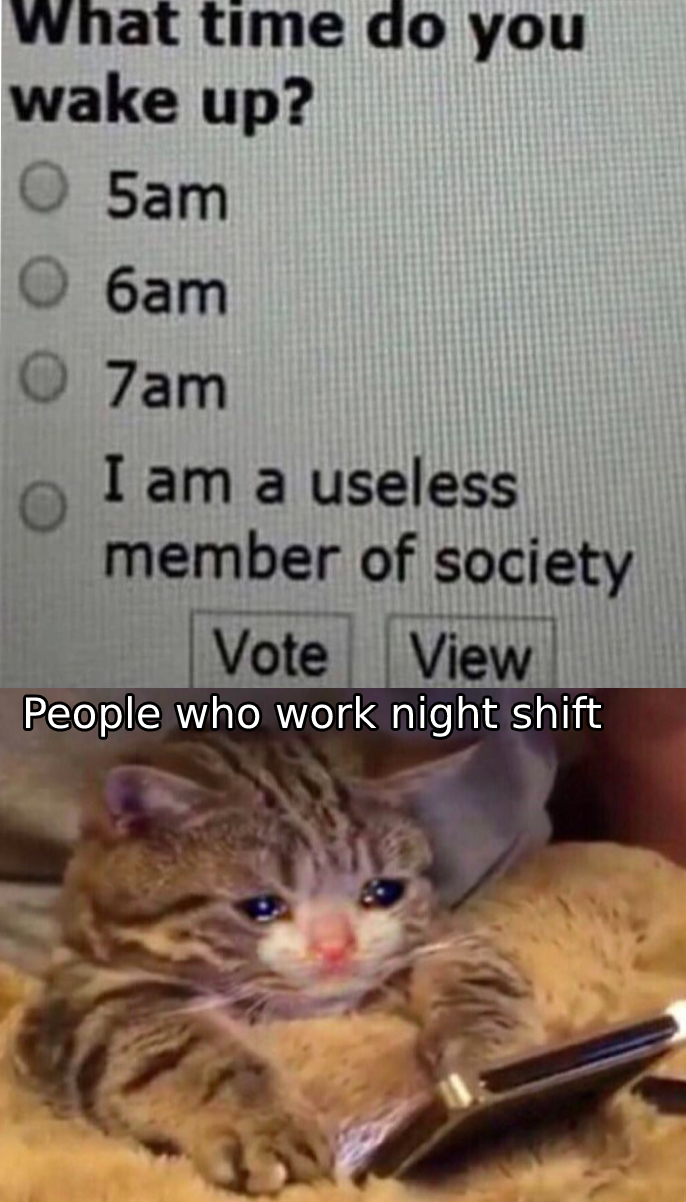 What time do you
wake up?
5am
6am
7am
I am a useless
member of society
Vote View
People who work night shift